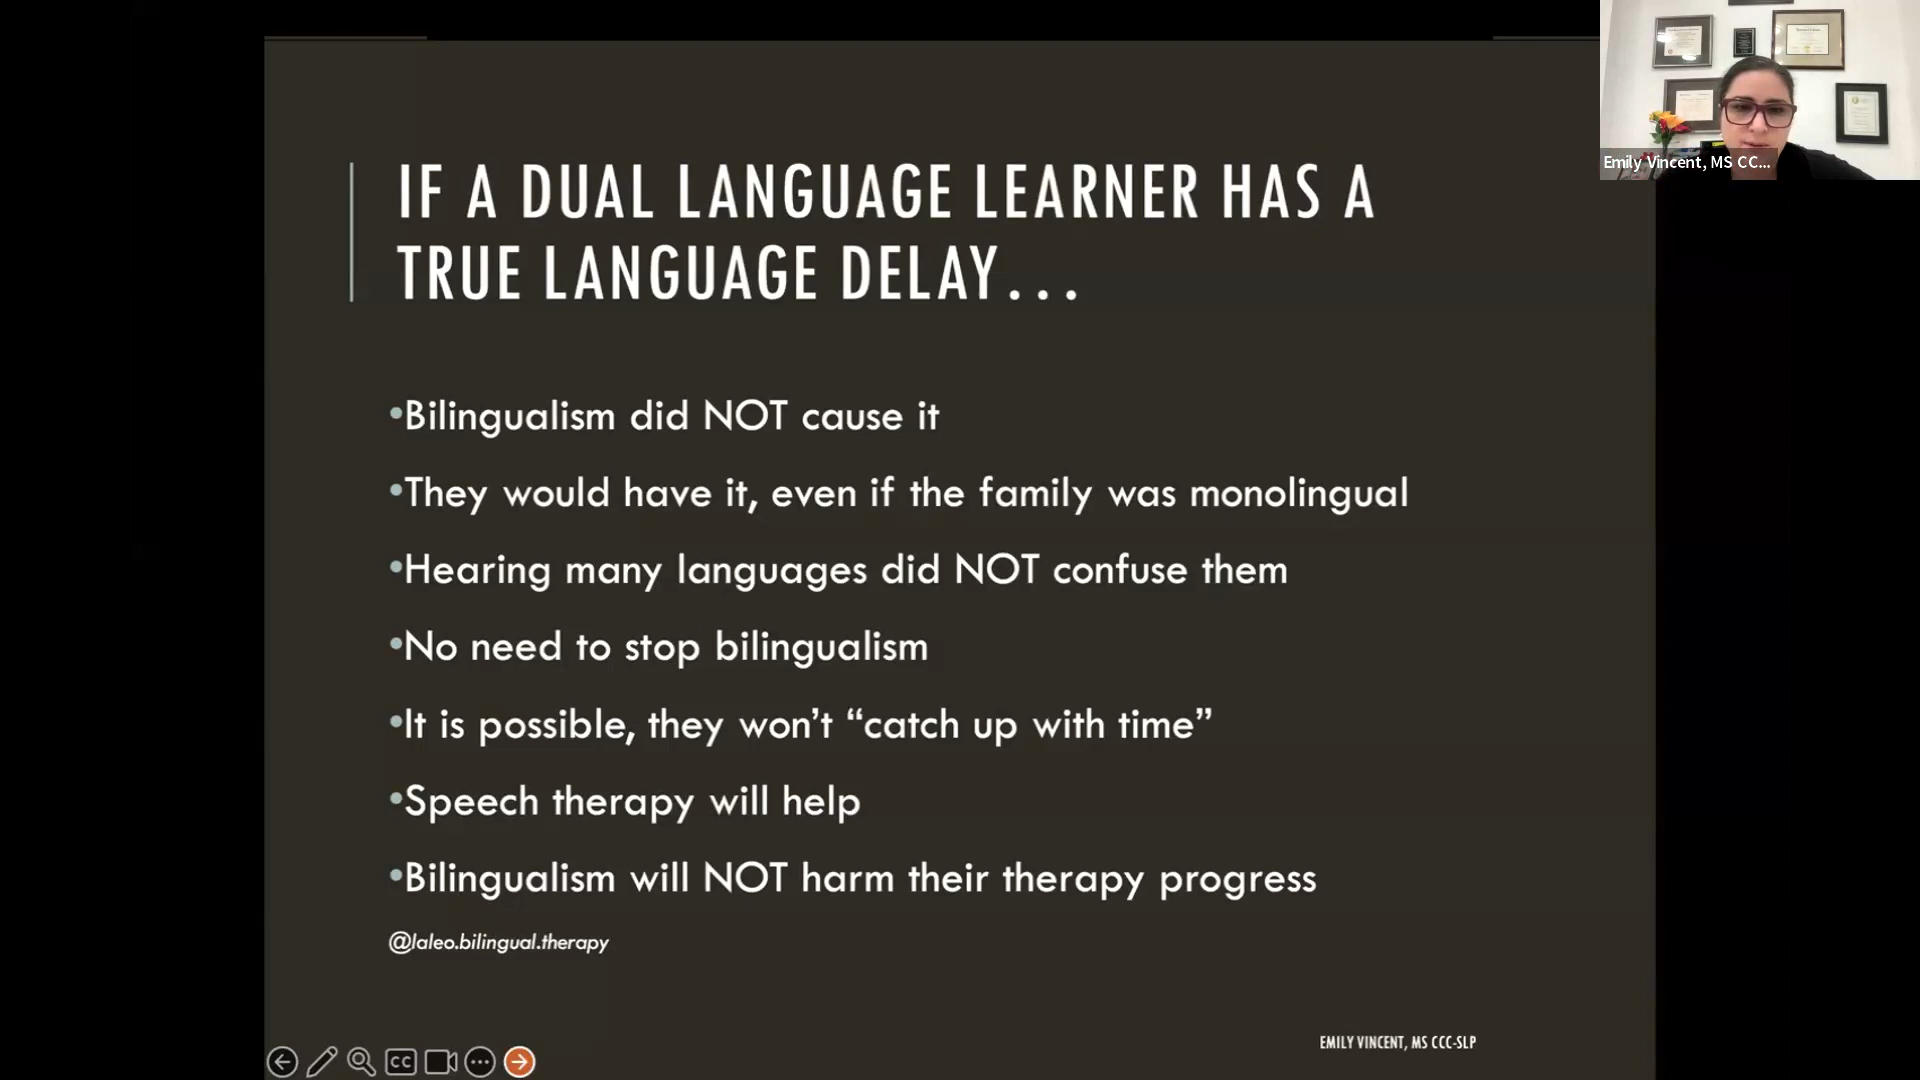 IF A DUAL LANGUAGE LEARNER HAS A
TRUE LANGUAGE DELAY...
•Bilingualism did NOT cause it
•They would have it, even if the family was monolingual
•Hearing many languages did NOT confuse them
•No need to stop bilingualism
•It is possible, they won’t “catch up with time”
•Speech therapy will help
•Bilingualism will NOT harm their therapy progress
@laleo.bilingual.therapy
EMILY VINCENT, MS CCC-SLP
Emily Vincent, MS CC...
CC